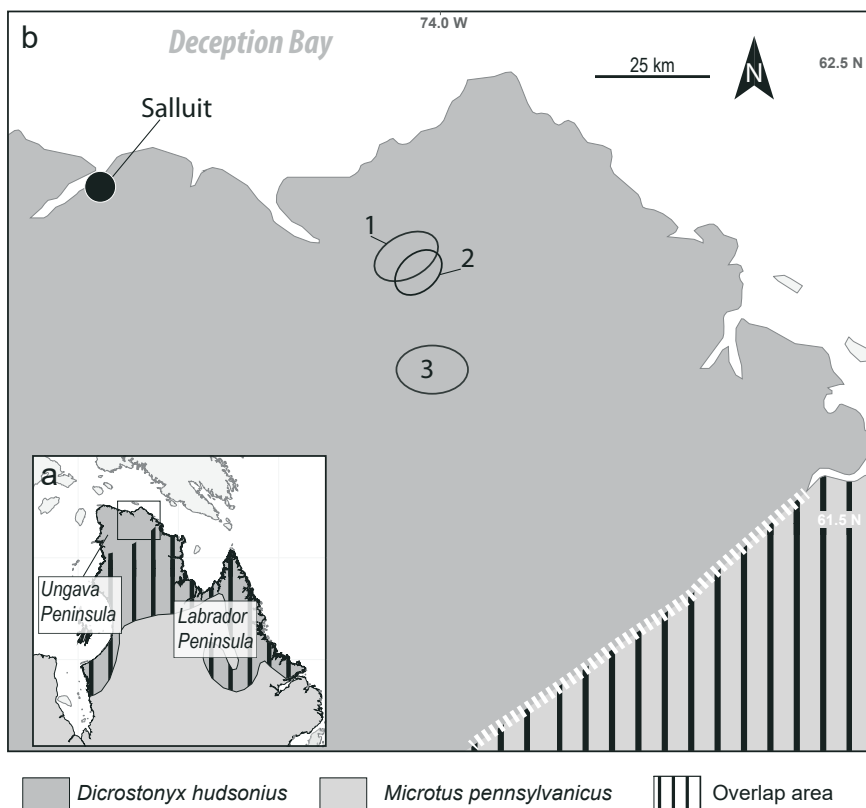 b
Deception Bay
74.0 W
62.5 N
25 km
N
Salluit
1
2
3
a
61.5 N
Ungava
Peninsula
Labrador
Peninsula
Dicrostonyx hudsonius
Microtus pennsylvanicus
Overlap area